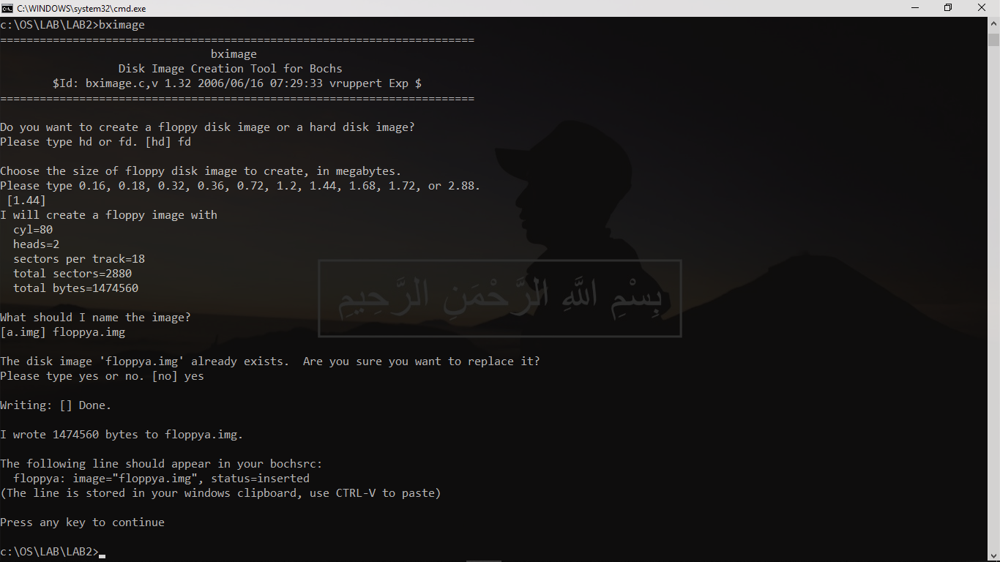 C:\WINDOWS\system32\cmd.exe
c:\OS\LAB\LAB2>bximage
========================================================================
bximage
Disk Image Creation Tool for Bochs
$Id: bximage.c,v 1.32 2006/06/16 07:29:33 vruppert Exp $
========================================================================
Do you want to create a floppy disk image or a hard disk image?
Please type hd or fd. [hd] fd
Choose the size of floppy disk image to create, in megabytes.
Please type 0.16, 0.18, 0.32, 0.36, 0.72, 1.2, 1.44, 1.68, 1.72, or 2.88.
[1.44]
I will create a floppy image with
cyl=80
heads=2
sectors per track=18
total sectors=2880
total bytes=1474560
بِسْمِ اللَّهِ الرَّحْمَنِ الرَّحِيمِ
What should I name the image?
[a.img] floppya.img
The disk image 'floppya.img' already exists.  Are you sure you want to replace it?
Please type yes or no. [no] yes
Writing: [] Done.
I wrote 1474560 bytes to floppya.img.
The following line should appear in your bochsrc:
floppya: image="floppya.img", status=inserted
(The line is stored in your windows clipboard, use CTRL-V to paste)
Press any key to continue
c:\OS\LAB\LAB2>